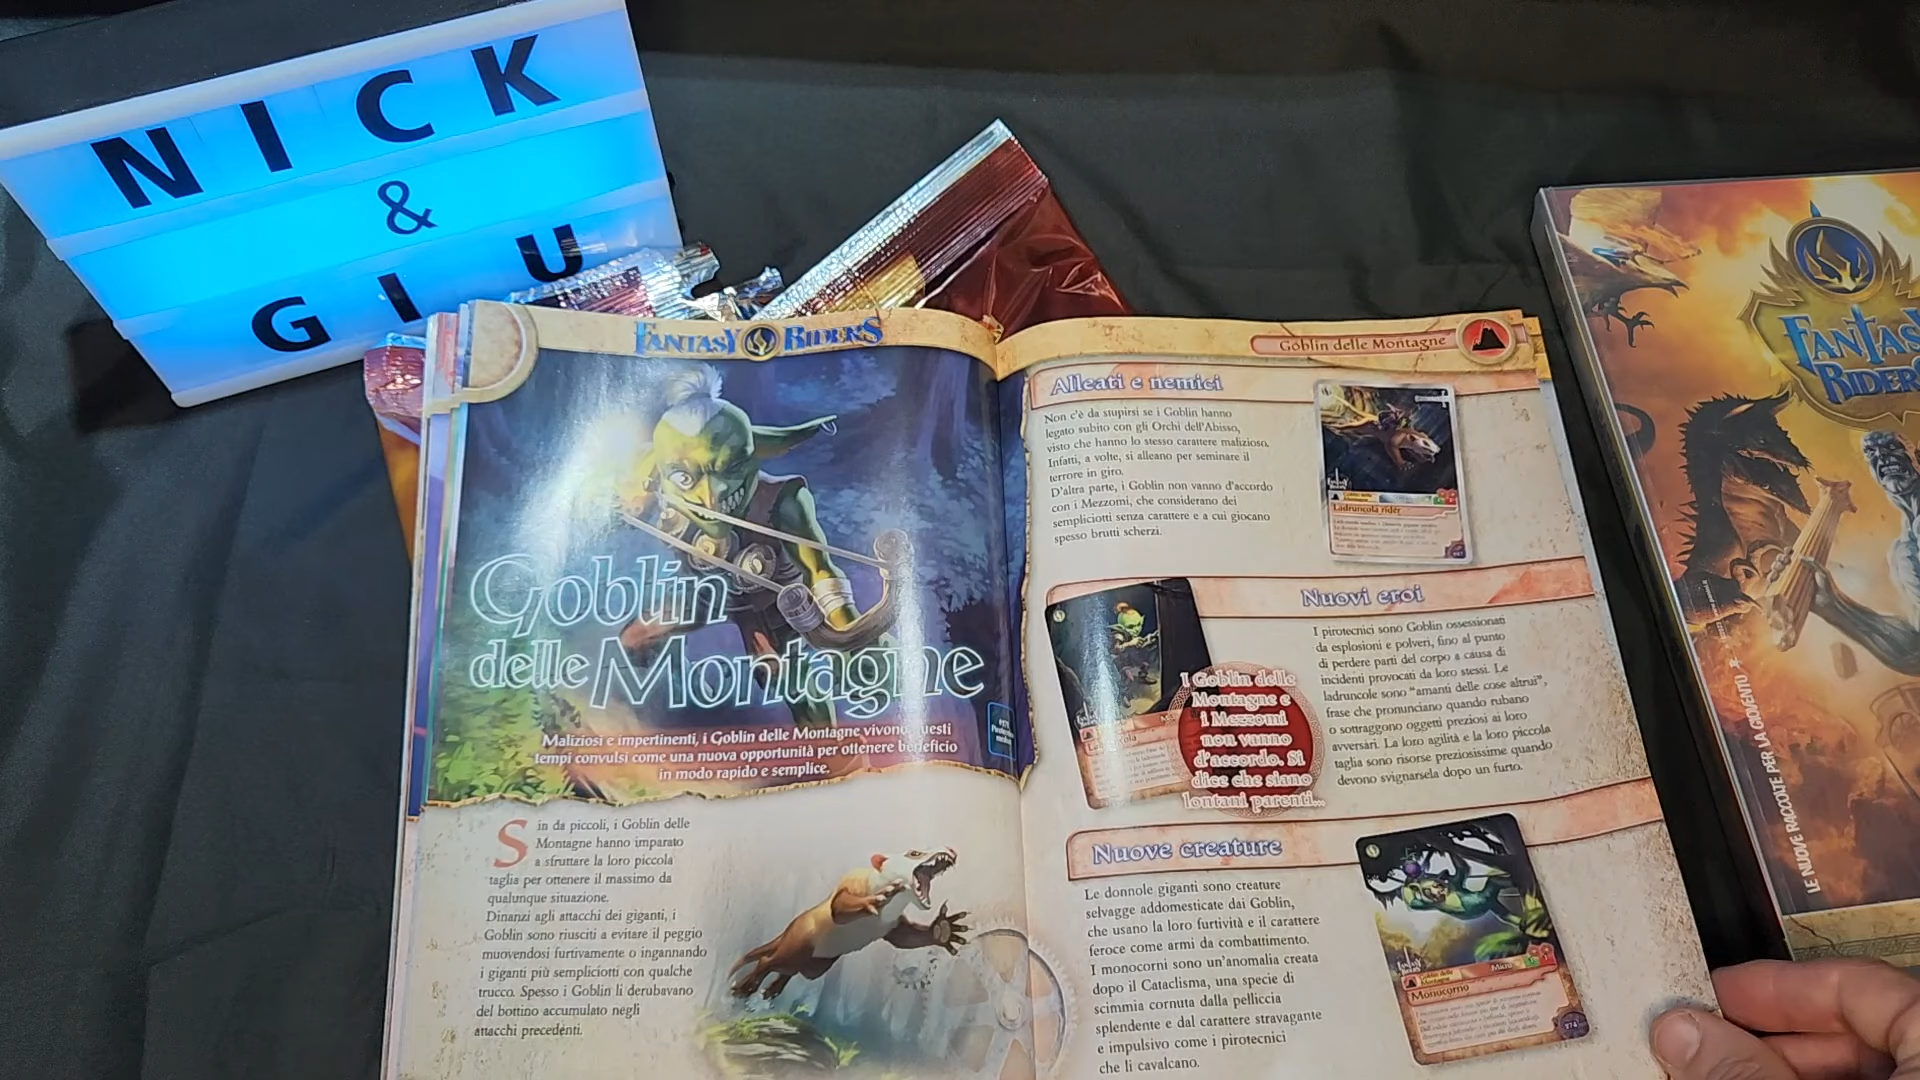 NICK
&
GIU
FANTASY RIDERS
Goblin
delle Montagne
Maliziosi e impertinenti, i Goblin delle Montagne vivono questi
tempi convulsi come una nuova opportunità per ottenere beneficio
in modo rapido e semplice.
Sin da piccoli, i Goblin delle
Montagne hanno imparato
a sfruttare la loro piccola
taglia per ottenere il massimo da
qualunque situazione.
Dinanzi agli attacchi dei giganti, i
Goblin sono riusciti a evitare il peggio
muovendosi furtivamente o ingannando
i giganti più sempliciotti con qualche
trucco. Spesso i Goblin li derubavano
del bottino accumulato negli
attacchi precedenti.
Goblin delle Montagne
Alleati e nemici
Non c'è da stupirsi se i Goblin hanno
legato subito con gli Orchi dell'Abisso,
visto che hanno lo stesso carattere malizioso.
Infatti, a volte, si alleano per seminare il
terrore in giro.
D'altra parte, i Goblin non vanno d'accordo
con i Mezzomi, che considerano dei
sempliciotti senza carattere e a cui giocano
spesso brutti scherzi.
Goblin delle
Montagne
Ladruncola rider
Nuovi eroi
I pirotecnici sono Goblin ossessionati
da esplosioni e polveri, fino al punto
di perdere parti del corpo a causa di
incidenti provocati da loro stessi. Le
ladruncole sono "amanti delle cose altrui",
frase che pronunciano quando rubano
o sottraggono oggetti preziosi ai loro
avversari. La loro agilità e la loro piccola
taglia sono risorse preziosissime quando
devono svignarsela dopo un furto.
I Goblin delle
Montagne e
i Mezzomi
non vanno
d'accordo. Si
dice che siano
lontani parenti...
Nuove creature
Le donnole giganti sono creature
selvagge addomesticate dai Goblin,
che usano la loro furtività e il carattere
feroce come armi da combattimento.
I monocorni sono un'anomalia creata
dopo il Cataclisma, una specie di
scimmia cornuta dalla pelliccia
splendente e dal carattere stravagante
e impulsivo come i pirotecnici
che li cavalcano.
Goblin delle
Montagne
Micro
Monocorno
174
FANTASY
RIDERS
LE NUOVE RACCOLTE PER LA GIOVENTÙ